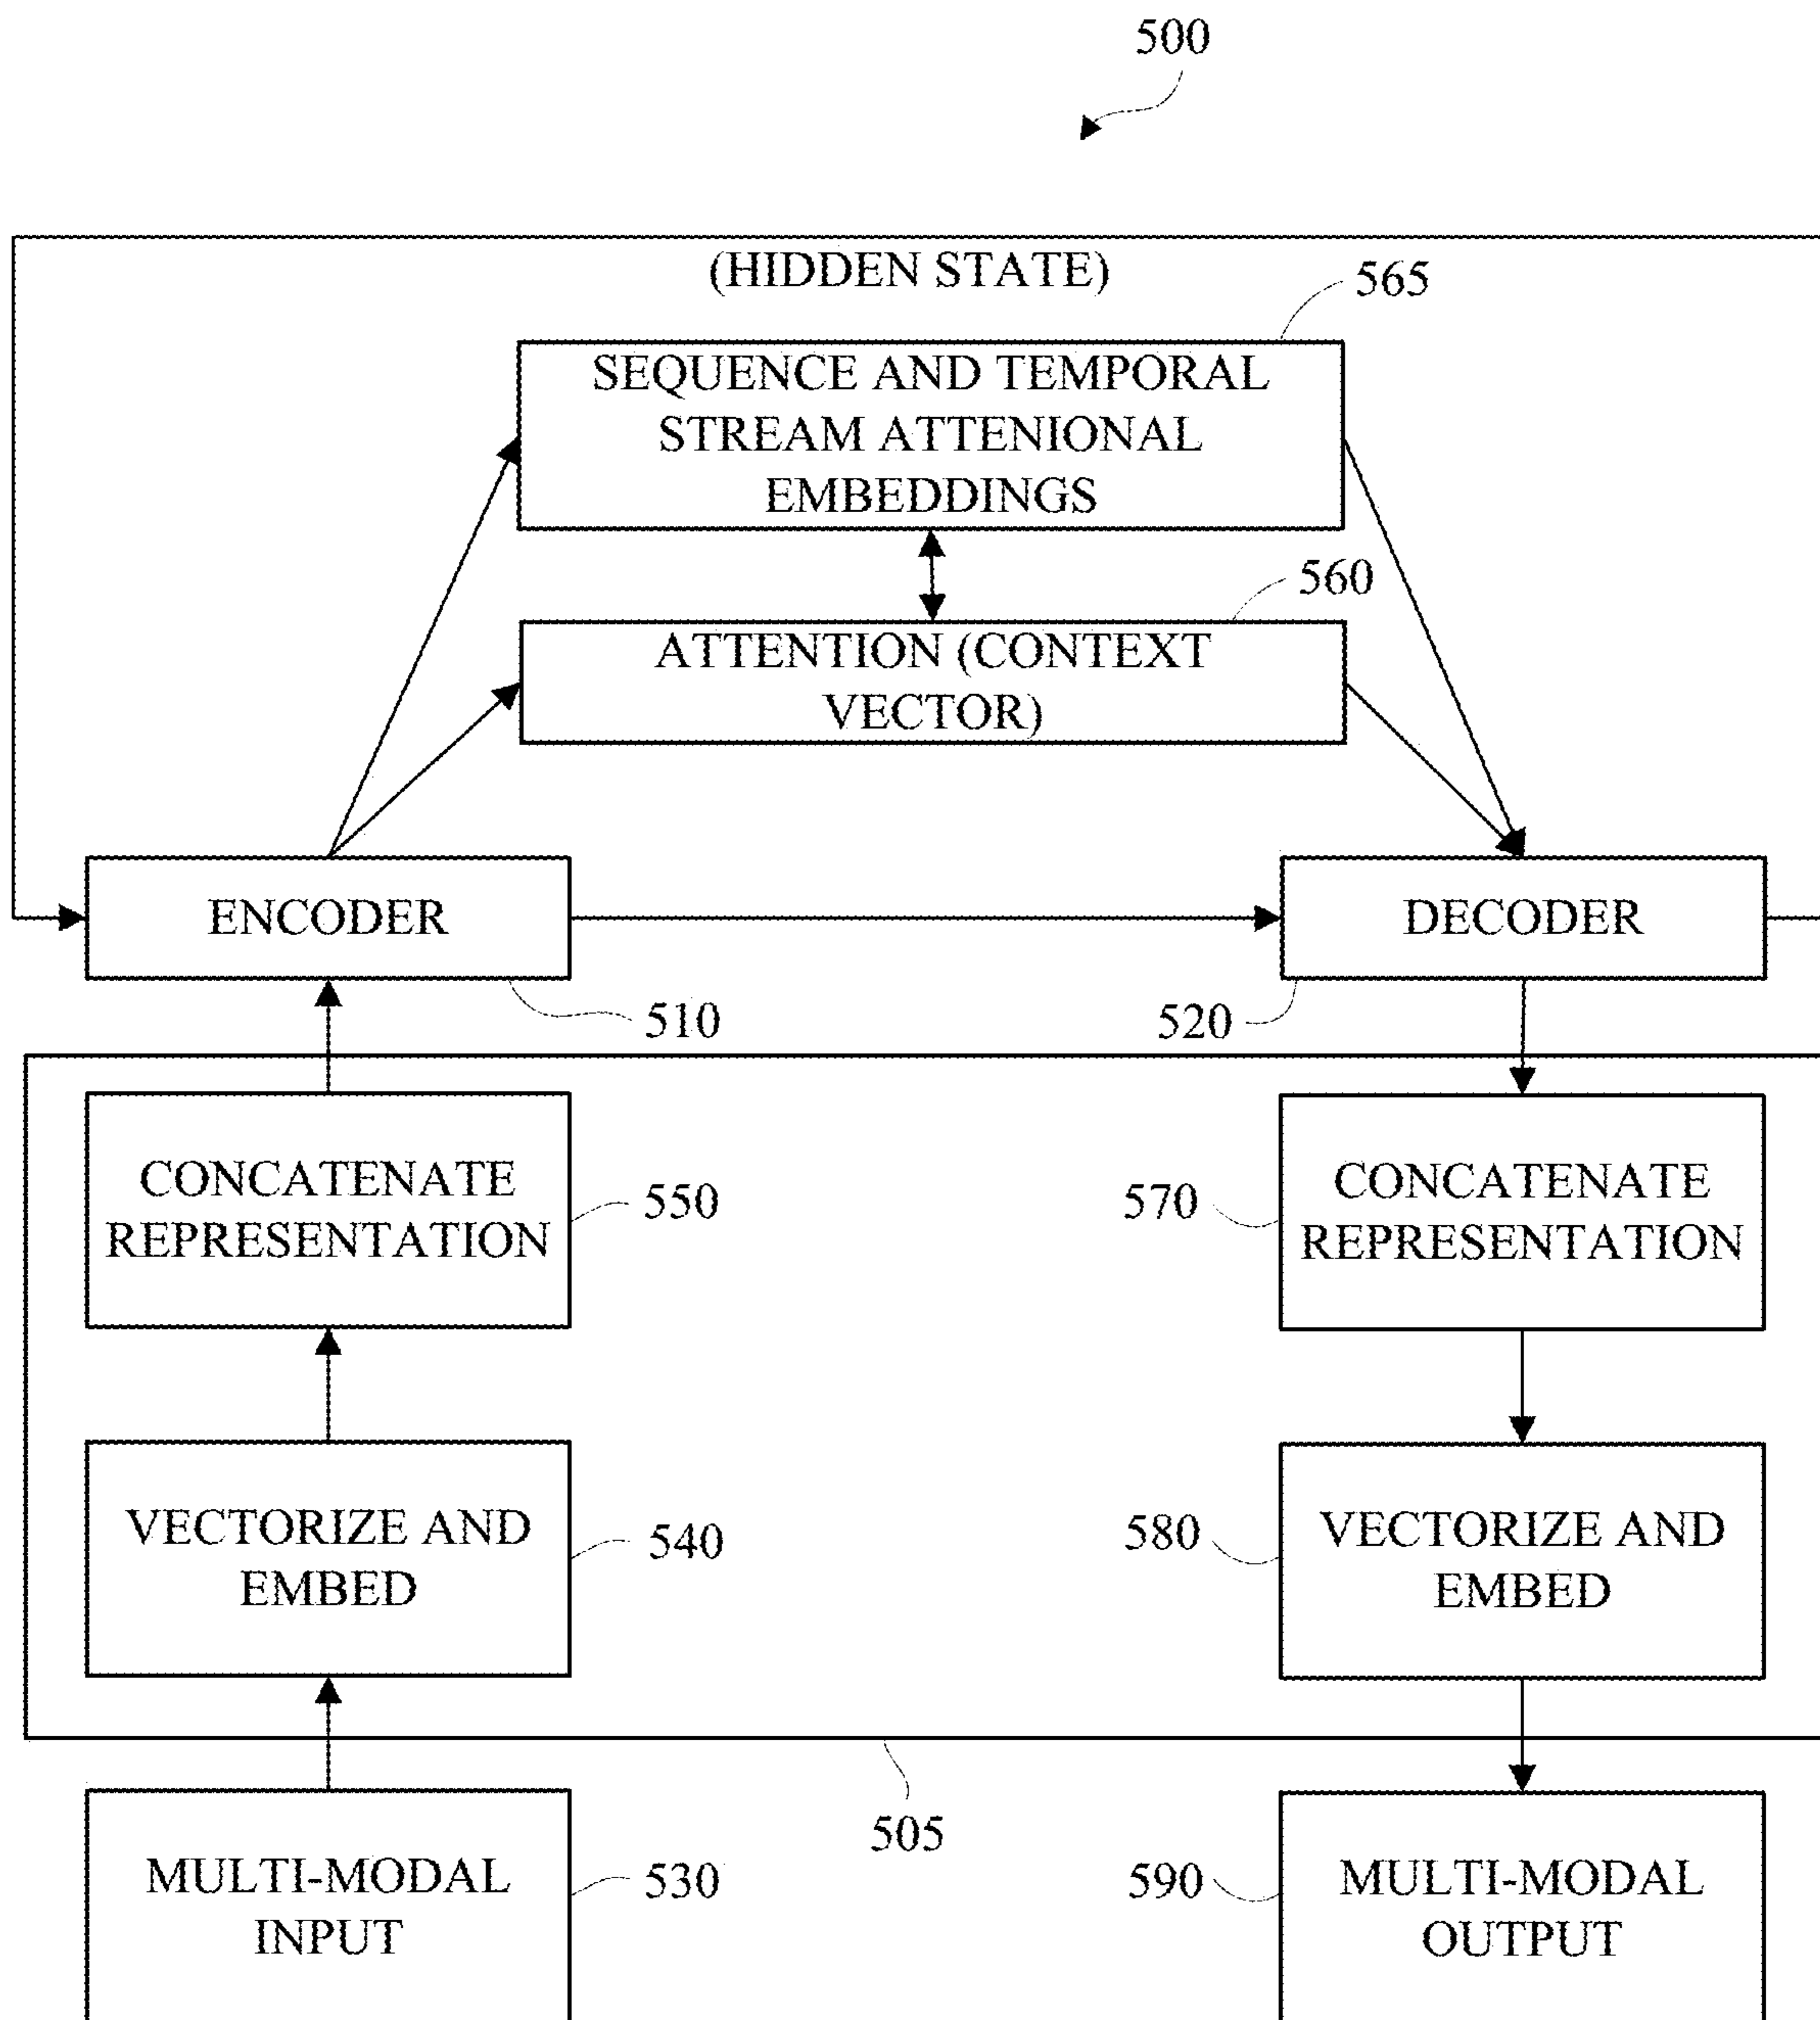 500
(HIDDEN STATE)
565
SEQUENCE AND TEMPORAL
STREAM ATTENIONAL
EMBEDDINGS
560
ATTENTION (CONTEXT
VECTOR)
ENCODER
DECODER
510
520
CONCATENATE
REPRESENTATION
550
570
CONCATENATE
REPRESENTATION
VECTORIZE AND
EMBED
540
580
VECTORIZE AND
EMBED
505
MULTI-MODAL
INPUT
530
590
MULTI-MODAL
OUTPUT